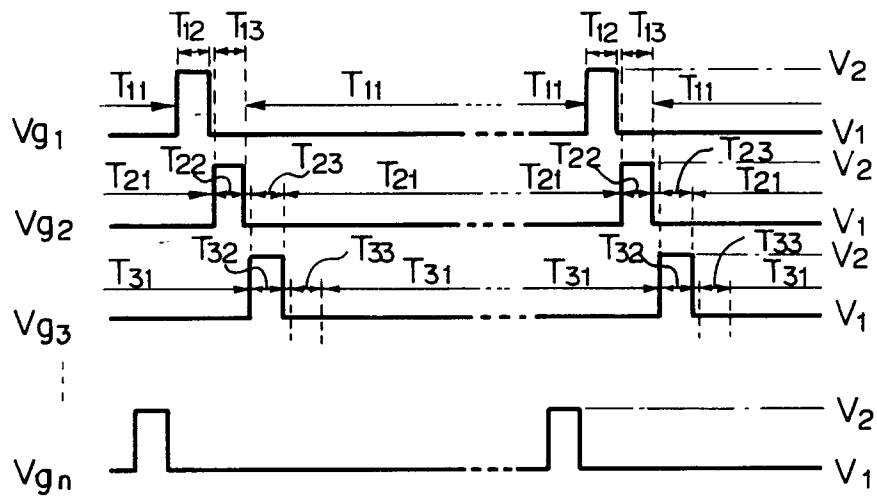 T12 T13 T12 T13
T11 T11 T11 T11 V2
Vg1 V1
T21 T22 T23 T21 T21 T22 T23 T21 V2
Vg2 V1
T31 T32 T33 T31 T31 T32 T33 T31 V2
Vg3 V1
V2
Vgn V1